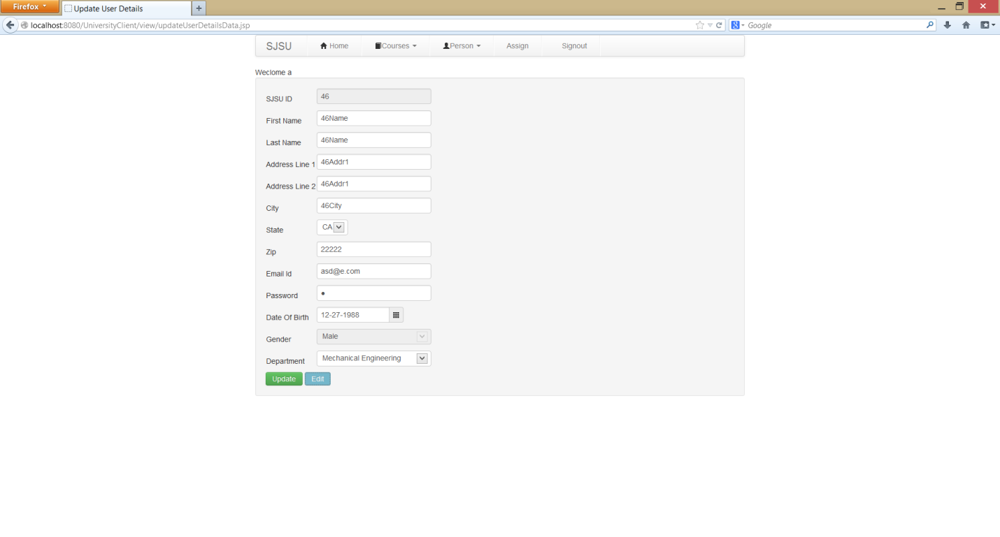 Firefox
Update User Details
localhost:8080/UniversityClient/view/updateUserDetailsData.jsp
Google
SJSU Home Courses Person Assign Signout
Weclome a
SJSU ID 46
First Name 46Name
Last Name 46Name
Address Line 1 46Addr1
Address Line 2 46Addr1
City 46City
State CA
Zip 22222
Email Id asd@e.com
Password ●
Date Of Birth 12-27-1988
Gender Male
Department Mechanical Engineering
Update Edit